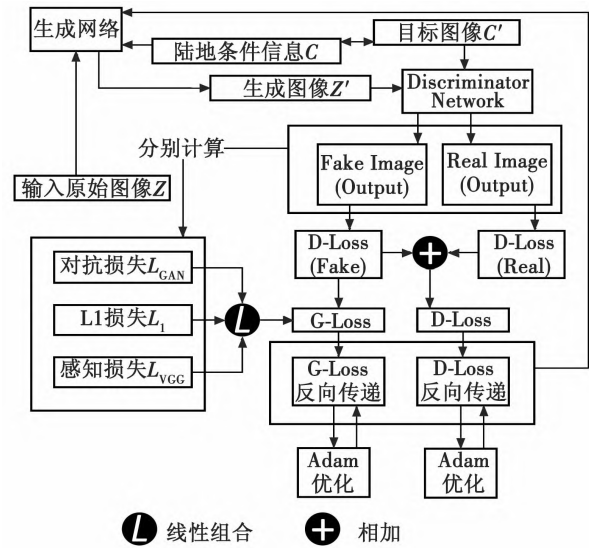 生成网络
目标图像C′
陆地条件信息C
生成图像Z′
Discriminator
Network
分别计算
Fake Image
(Output)
Real Image
(Output)
输入原始图像Z
D-Loss
(Fake)
+
D-Loss
(Real)
对抗损失L_GAN
L1损失L_1
感知损失L_VGG
L
G-Loss
D-Loss
G-Loss
反向传递
D-Loss
反向传递
Adam
优化
Adam
优化
L 线性组合
+ 相加